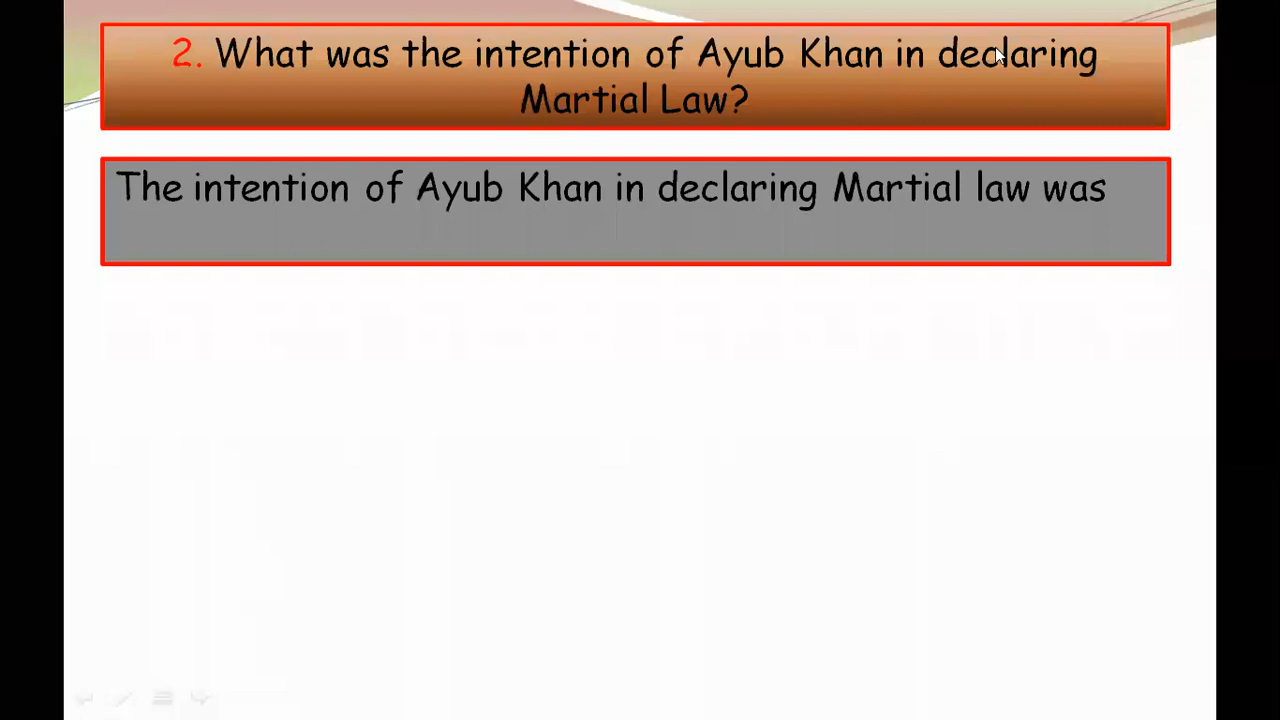 2. What was the intention of Ayub Khan in declaring
Martial Law?
The intention of Ayub Khan in declaring Martial law was